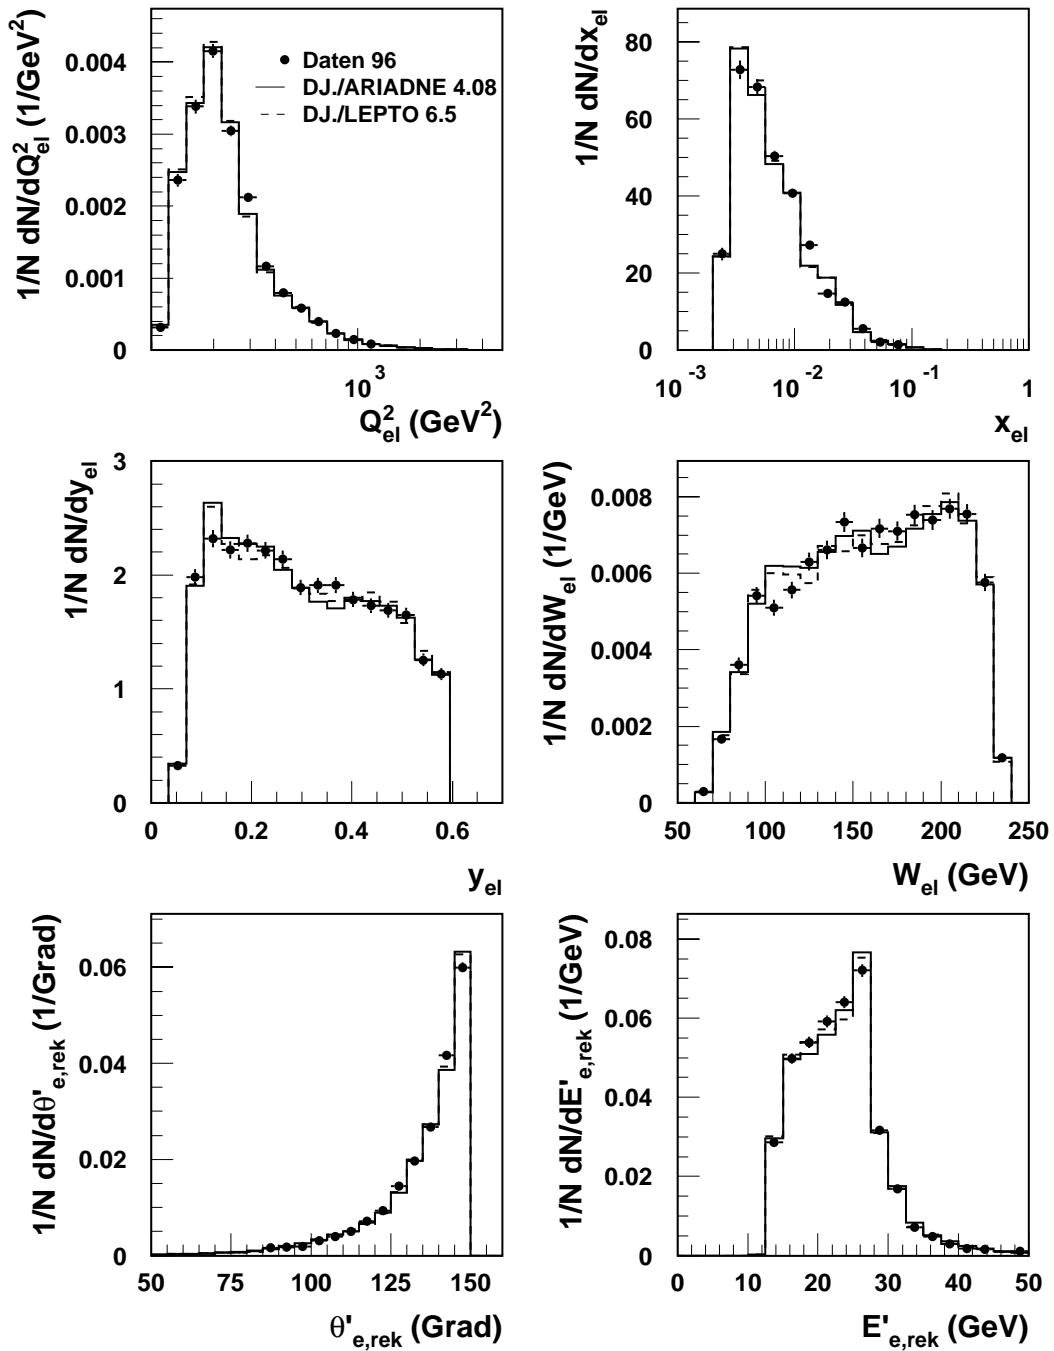 1/N dN/dQ²el (1/GeV²)
0.004
0.003
0.002
0.001
0
Daten 96
DJ./ARIADNE 4.08
DJ./LEPTO 6.5
10³
Q²el (GeV²)
1/N dN/dxel
80
60
40
20
0
10⁻³ 10⁻² 10⁻¹ 1
xel
1/N dN/dyel
3
2
1
0
0 0.2 0.4 0.6
yel
1/N dN/dWel (1/GeV)
0.008
0.006
0.004
0.002
0
50 100 150 200 250
Wel (GeV)
1/N dN/dθ'e,rek (1/Grad)
0.06
0.04
0.02
0
50 75 100 125 150
θ'e,rek (Grad)
1/N dN/dE'e,rek (1/GeV)
0.08
0.06
0.04
0.02
0
0 10 20 30 40 50
E'e,rek (GeV)